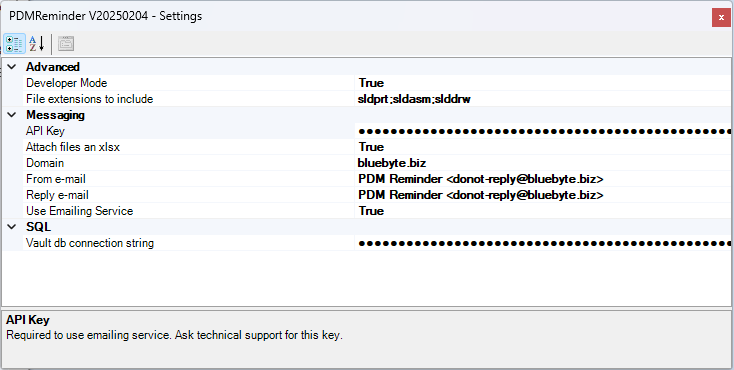 PDMReminder V20250204 - Settings
Advanced
Developer Mode True
File extensions to include sldprt;sldasm;slddrw
Messaging
API Key ●●●●●●●●●●●●●●●●●●●●●●●●●●●●●●●●●●●●●●●●●●●●●●●
Attach files an xlsx True
Domain bluebyte.biz
From e-mail PDM Reminder <donot-reply@bluebyte.biz>
Reply e-mail PDM Reminder <donot-reply@bluebyte.biz>
Use Emailing Service True
SQL
Vault db connection string ●●●●●●●●●●●●●●●●●●●●●●●●●●●●●●●●●●●●●●●●●●●●●●●
API Key
Required to use emailing service. Ask technical support for this key.